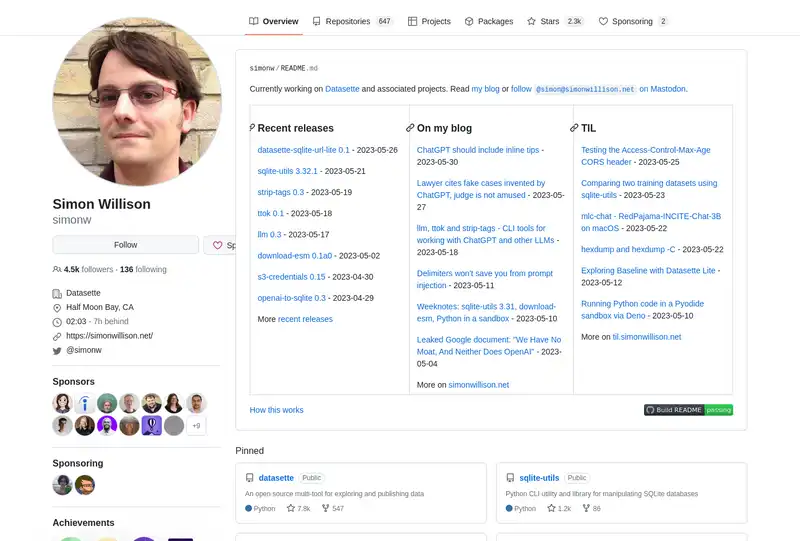 Overview
Repositories 647
Projects
Packages
Stars 2.3k
Sponsoring 2
Simon Willison
simonw
Follow
4.5k followers · 136 following
Datasette
Half Moon Bay, CA
02:03 - 7h behind
https://simonwillison.net/
@simonw
Sponsors
+9
Sponsoring
Achievements
simonw / README.md
Currently working on Datasette and associated projects. Read my blog or follow @simon@simonwillison.net on Mastodon.
Recent releases
datasette-sqlite-url-lite 0.1 - 2023-05-26
sqlite-utils 3.32.1 - 2023-05-21
strip-tags 0.3 - 2023-05-19
ttok 0.1 - 2023-05-18
llm 0.3 - 2023-05-17
download-esm 0.1a0 - 2023-05-02
s3-credentials 0.15 - 2023-04-30
openai-to-sqlite 0.3 - 2023-04-29
More recent releases
On my blog
ChatGPT should include inline tips -
2023-05-30
Lawyer cites fake cases invented by
ChatGPT, judge is not amused - 2023-05-
27
llm, ttok and strip-tags - CLI tools for
working with ChatGPT and other LLMs -
2023-05-18
Delimiters won't save you from prompt
injection - 2023-05-11
Weeknotes: sqlite-utils 3.31, download-
esm, Python in a sandbox - 2023-05-10
Leaked Google document: "We Have No
Moat, And Neither Does OpenAI" - 2023-
05-04
More on simonwillison.net
TIL
Testing the Access-Control-Max-Age
CORS header - 2023-05-25
Comparing two training datasets using
sqlite-utils - 2023-05-23
mlc-chat - RedPajama-INCITE-Chat-3B
on macOS - 2023-05-22
hexdump and hexdump -C - 2023-05-22
Exploring Baseline with Datasette Lite -
2023-05-12
Running Python code in a Pyodide
sandbox via Deno - 2023-05-10
More on til.simonwillison.net
How this works
Build README passing
Pinned
datasette Public
An open source multi-tool for exploring and publishing data
Python 7.8k 547
sqlite-utils Public
Python CLI utility and library for manipulating SQLite databases
Python 1.2k 86